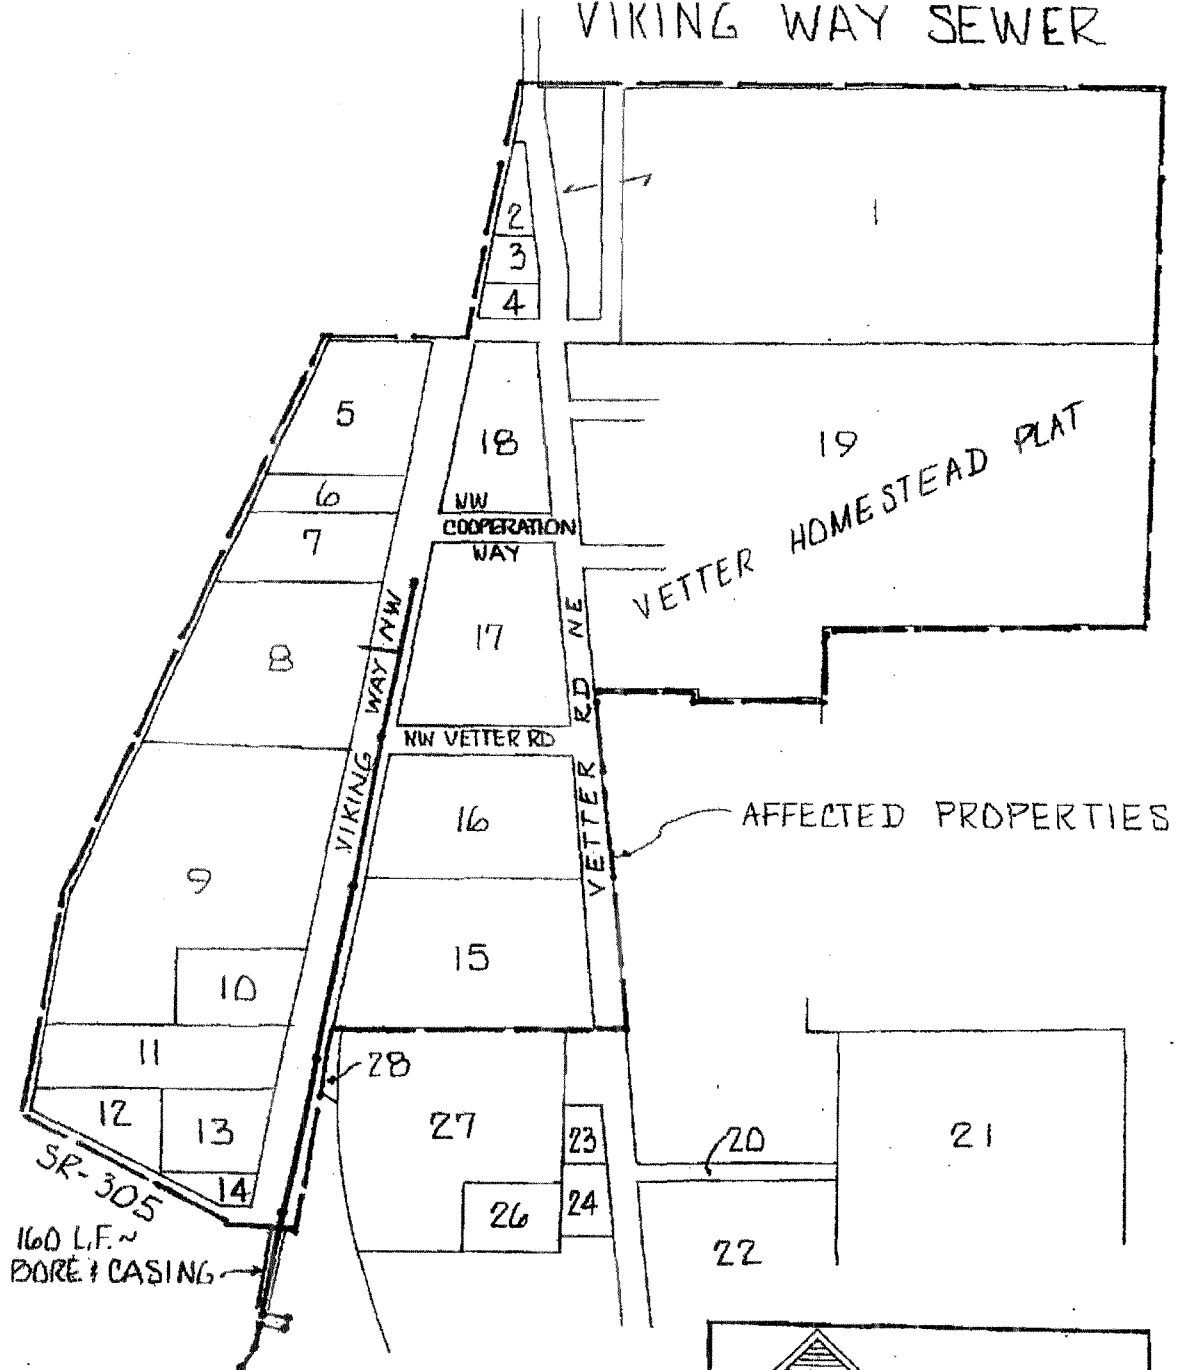 VIKING WAY SEWER
1
2
3
4
5
6
7
8
9
10
11
12
13
14
18
NW
COOPERATION
WAY
17
NW VETTER RD
16
15
19
VETTER HOMESTEAD PLAT
VIKING WAY NW
VETTER RD NE
AFFECTED PROPERTIES
28
27
26
23
24
20
21
22
SR-305
160 L.F.~
BORE & CASING